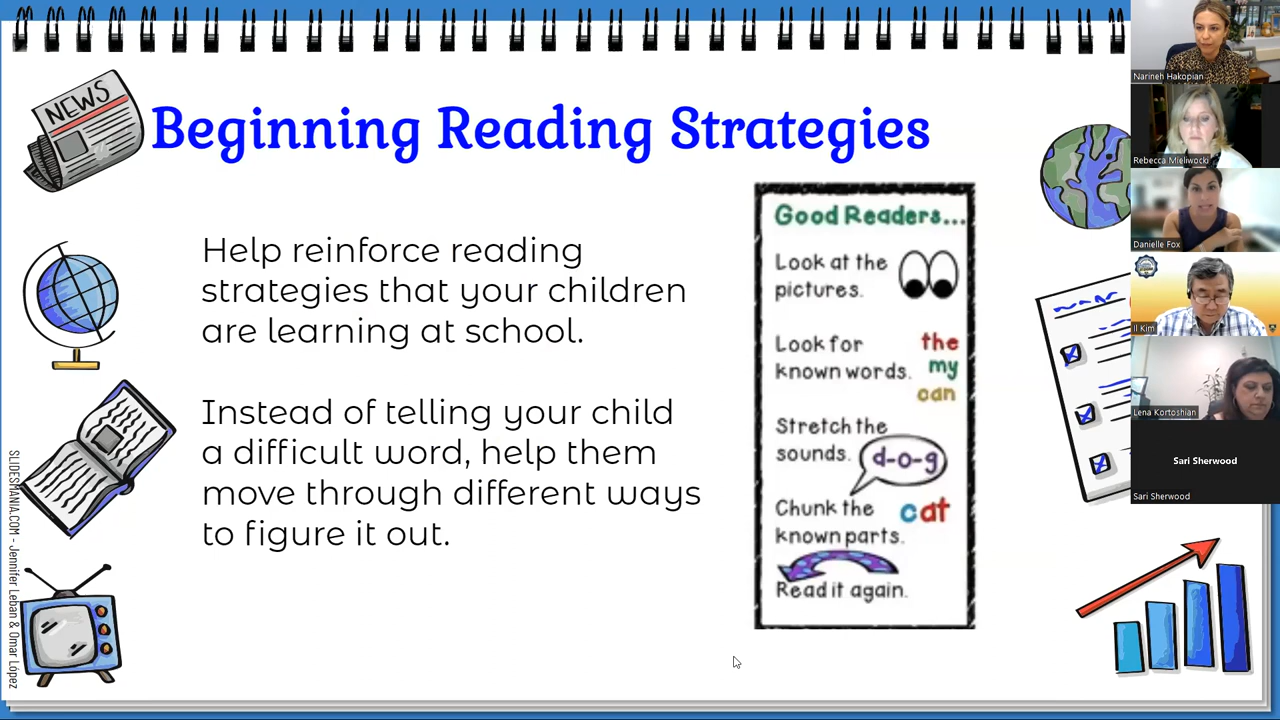 NEWS
Beginning Reading Strategies
Help reinforce reading
strategies that your children
are learning at school.
Instead of telling your child
a difficult word, help them
move through different ways
to figure it out.
Good Readers...
Look at the
pictures.
Look for
known words.
the
my
can
Stretch the
sounds.
d-o-g
Chunk the
known parts.
cat
Read it again.
SLIDESMANIA.COM - Jennifer Leban & Omar López
Narineh Hakopian
Rebecca Mieliwocki
Danielle Fox
Il Kim
Lena Kortoshian
Sari Sherwood
Sari Sherwood